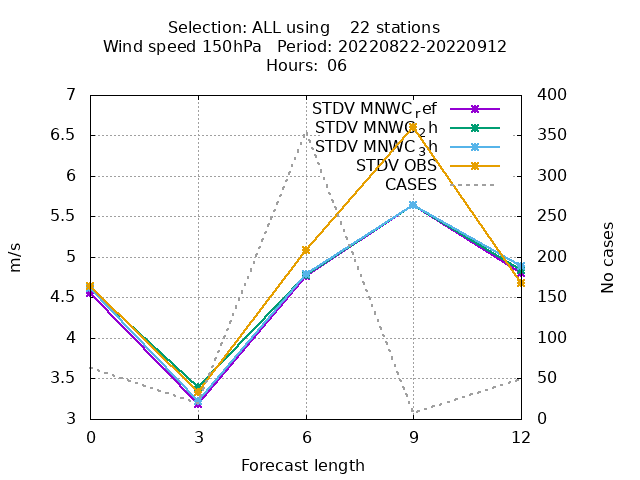 Selection: ALL using    22 stations
Wind speed 150hPa   Period: 20220822-20220912
Hours: 06
STDV MNWC_ref
STDV MNWC_2h
STDV MNWC_3h
STDV OBS
CASES
7
6.5
6
5.5
5
4.5
4
3.5
3
400
350
300
250
200
150
100
50
0
m/s
No cases
0 3 6 9 12
Forecast length